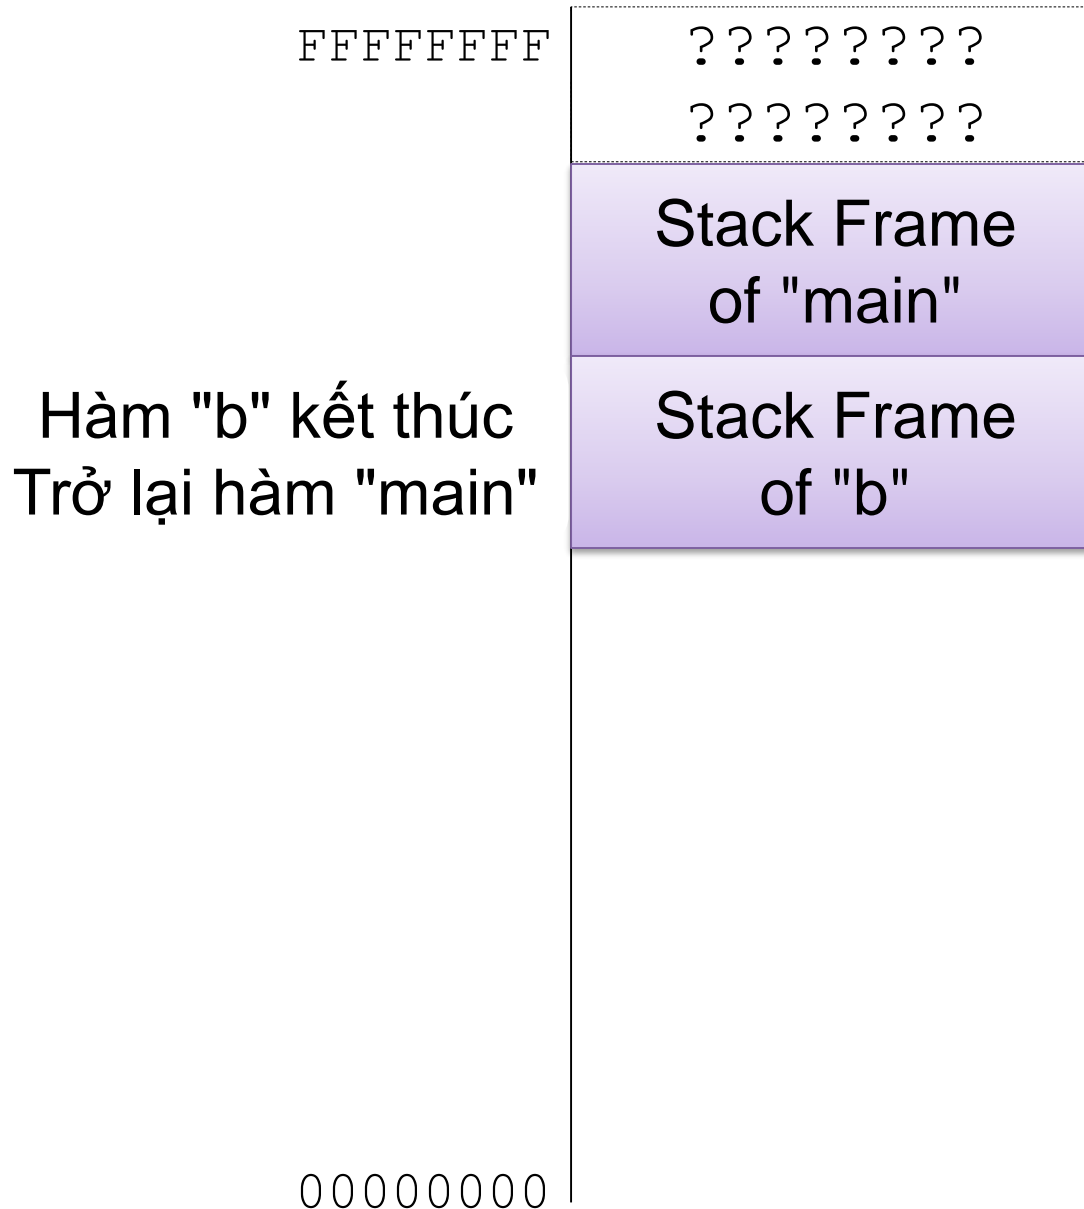 FFFFFFFF
????????
????????
Stack Frame
of "main"
Hàm "b" kết thúc
Trở lại hàm "main"
Stack Frame
of "b"
00000000